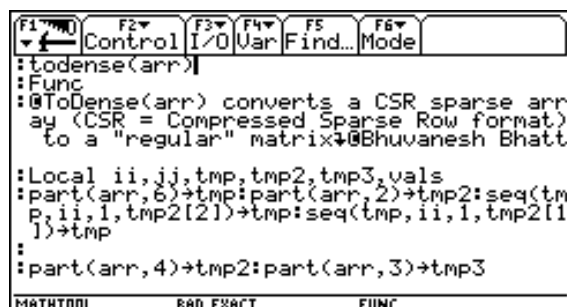 F1 F2 F3 F4 F5 F6
Control I/O Var Find... Mode
:todense(arr)
:Func
:©ToDense(arr) converts a CSR sparse arr
ay (CSR = Compressed Sparse Row format)
to a "regular" matrix↴©Bhuvanesh Bhatt
:Local ii,jj,tmp,tmp2,tmp3,vals
:part(arr,6)→tmp:part(arr,2)→tmp2:seq(tm
p,ii,1,tmp2[2])→tmp:seq(tmp,ii,1,tmp2[1
])→tmp
:
:part(arr,4)→tmp2:part(arr,3)→tmp3
MATHTOOL RAD EXACT FUNC